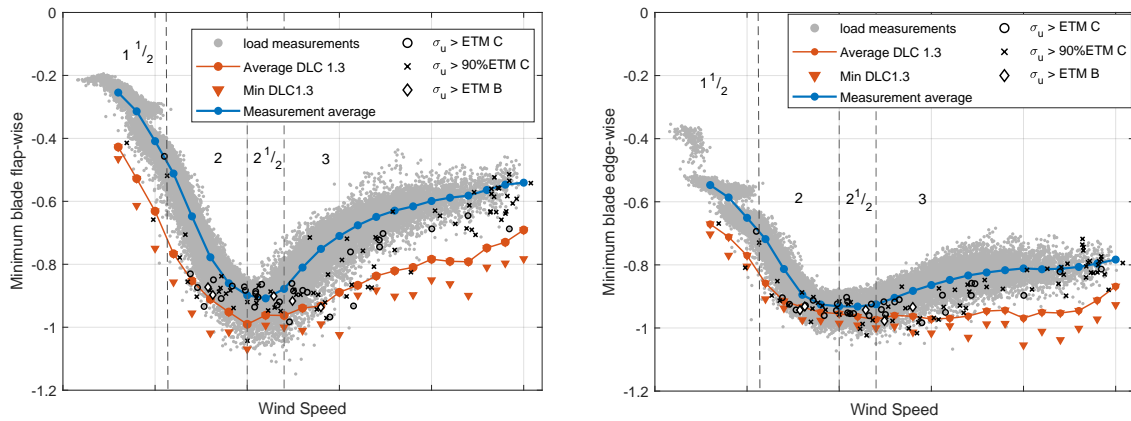 load measurements
Average DLC 1.3
Min DLC1.3
Measurement average
σu > ETM C
σu > 90%ETM C
σu > ETM B
1 1/2
2
2 1/2
3
0
-0.2
-0.4
-0.6
-0.8
-1
-1.2
Minimum blade flap-wise
Wind Speed
load measurements
Average DLC 1.3
Min DLC1.3
Measurement average
σu > ETM C
σu > 90%ETM C
σu > ETM B
1 1/2
2
2 1/2
3
0
-0.2
-0.4
-0.6
-0.8
-1
-1.2
Minimum blade edge-wise
Wind Speed